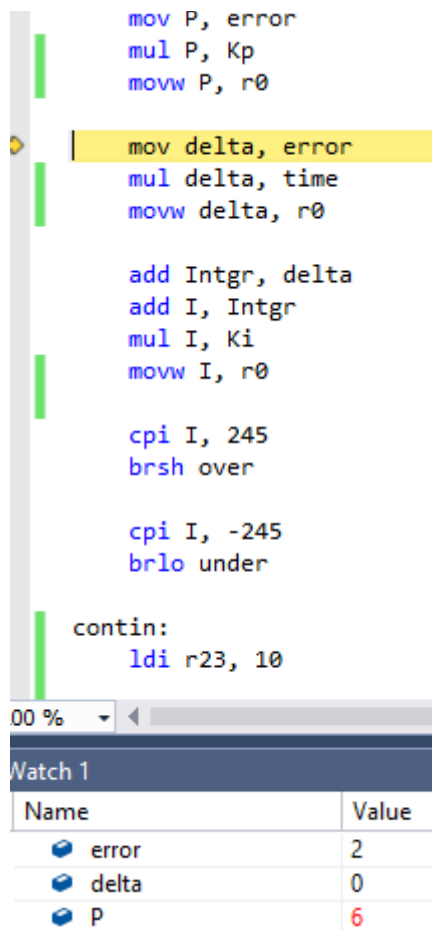 mov P, error
mul P, Kp
movw P, r0
mov delta, error
mul delta, time
movw delta, r0
add Intgr, delta
add I, Intgr
mul I, Ki
movw I, r0
cpi I, 245
brsh over
cpi I, -245
brlo under
contin:
ldi r23, 10
00 %
Watch 1
Name Value
error 2
delta 0
P 6